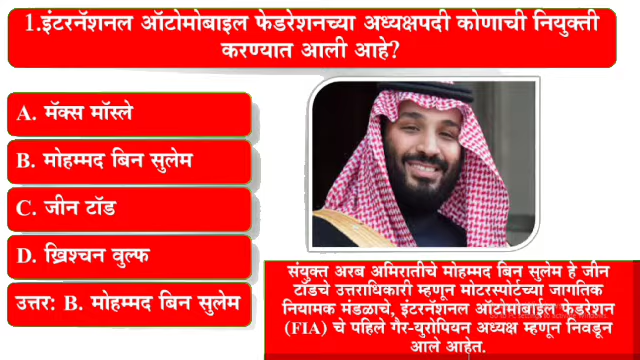 1.इंटरनॅशनल ऑटोमोबाइल फेडरेशनच्या अध्यक्षपदी कोणाची नियुक्ती
करण्यात आली आहे?
A. मॅक्स मॉस्ले
B. मोहम्मद बिन सुलेम
C. जीन टॉड
D. ख्रिश्चन वुल्फ
उत्तर: B. मोहम्मद बिन सुलेम
संयुक्त अरब अमिरातीचे मोहम्मद बिन सुलेम हे जीन
टॉडचे उत्तराधिकारी म्हणून मोटरस्पोर्टच्या जागतिक
नियामक मंडळाचे, इंटरनॅशनल ऑटोमोबाईल फेडरेशन
(FIA) चे पहिले गैर-युरोपियन अध्यक्ष म्हणून निवडून
आले आहेत.